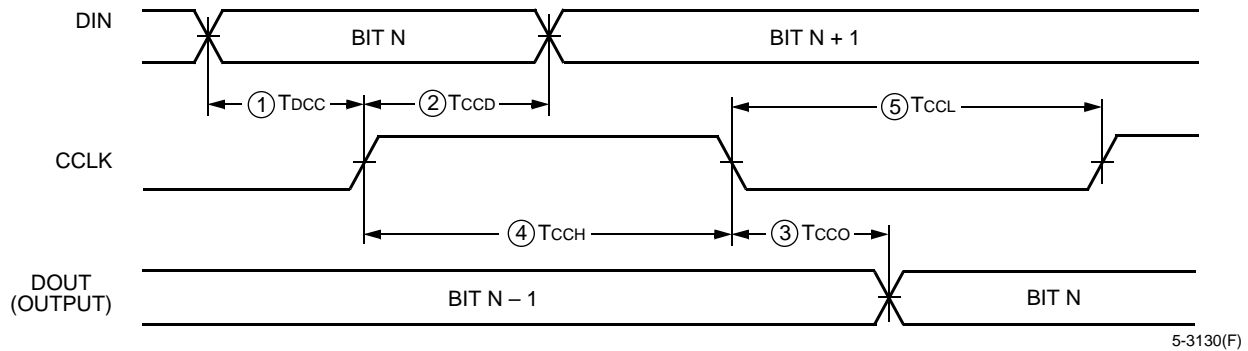 DIN
BIT N
BIT N + 1
1 TDCC
2 TCCD
5 TCCL
CCLK
4 TCCH
3 TCCO
DOUT
(OUTPUT)
BIT N – 1
BIT N
5-3130(F)